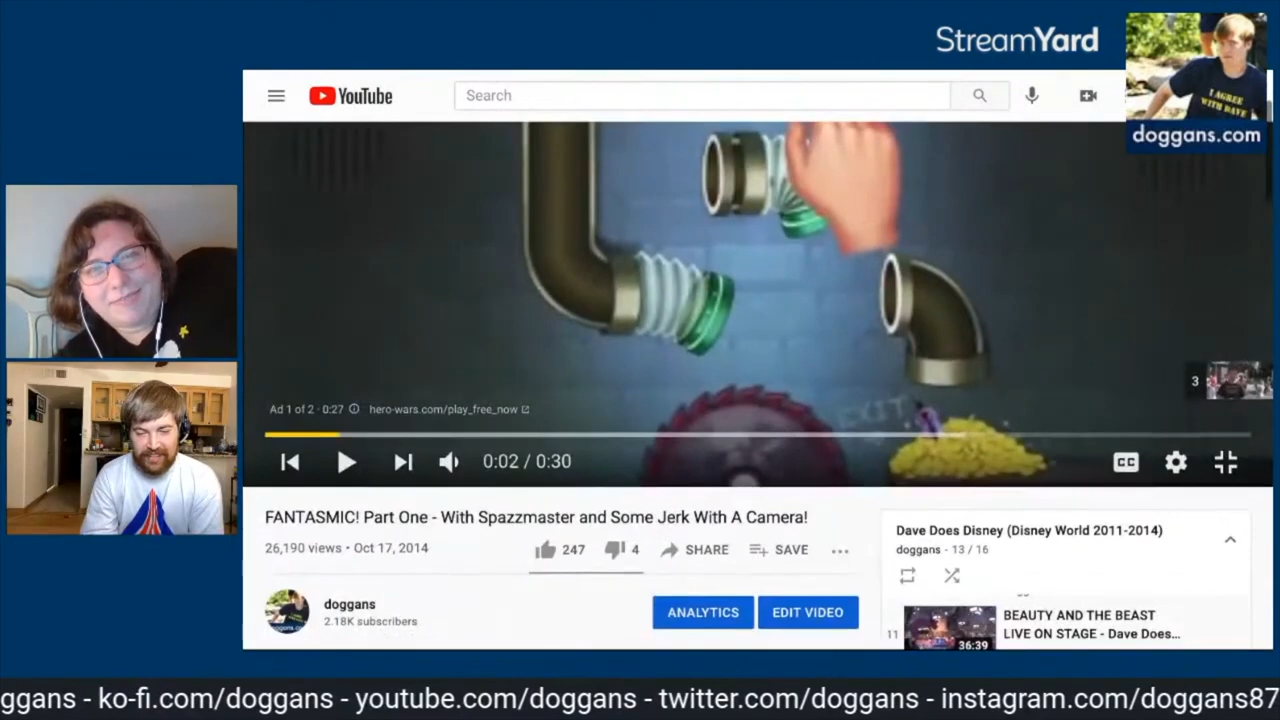 StreamYard
I AGREE
WITH DAVE
doggans.com
YouTube
Search
3
Ad 1 of 2 · 0:27
hero-wars.com/play_free_now
0:02 / 0:30
CC
FANTASMIC! Part One - With Spazzmaster and Some Jerk With A Camera!
26,190 views • Oct 17, 2014
247
4
SHARE
SAVE
doggans
2.18K subscribers
ANALYTICS
EDIT VIDEO
Dave Does Disney (Disney World 2011-2014)
doggans - 13 / 16
11
36:39
BEAUTY AND THE BEAST
LIVE ON STAGE - Dave Does...
ggans - ko-fi.com/doggans - youtube.com/doggans - twitter.com/doggans - instagram.com/doggans87